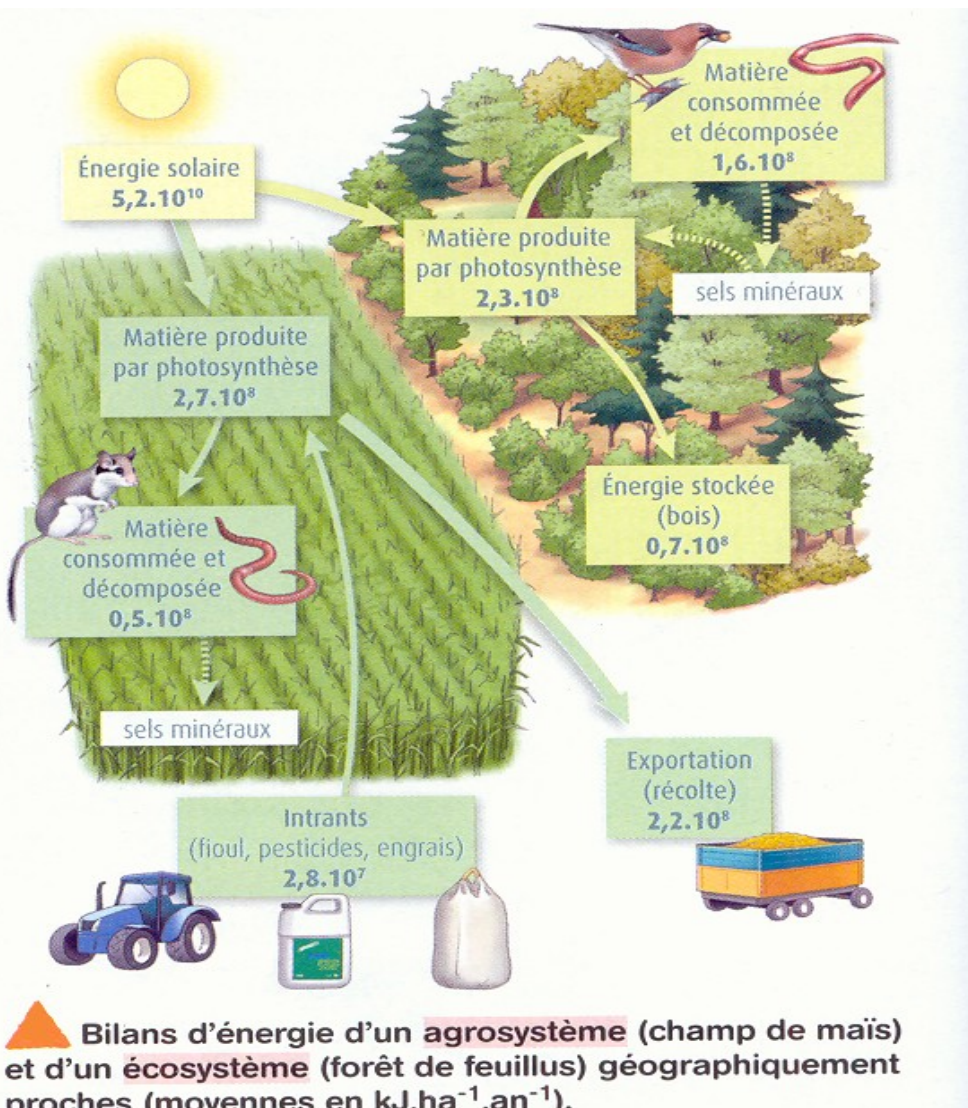 Énergie solaire
5,2.10¹⁰
Matière
consommée
et décomposée
1,6.10⁸
Matière produite
par photosynthèse
2,3.10⁸
sels minéraux
Matière produite
par photosynthèse
2,7.10⁸
Énergie stockée
(bois)
0,7.10⁸
Matière
consommée et
décomposée
0,5.10⁸
sels minéraux
Exportation
(récolte)
2,2.10⁸
Intrants
(fioul, pesticides, engrais)
2,8.10⁷
Bilans d'énergie d'un agrosystème (champ de maïs)
et d'un écosystème (forêt de feuillus) géographiquement
proches (moyennes en kJ.ha⁻¹.an⁻¹).